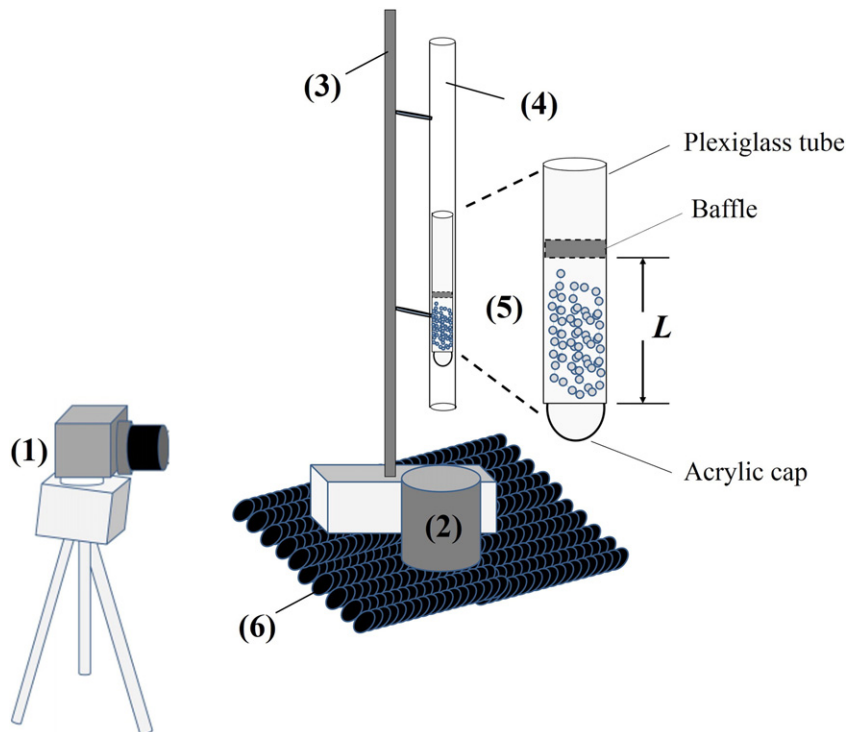 (3)
(4)
Plexiglass tube
Baffle
(5)
L
(1)
Acrylic cap
(2)
(6)